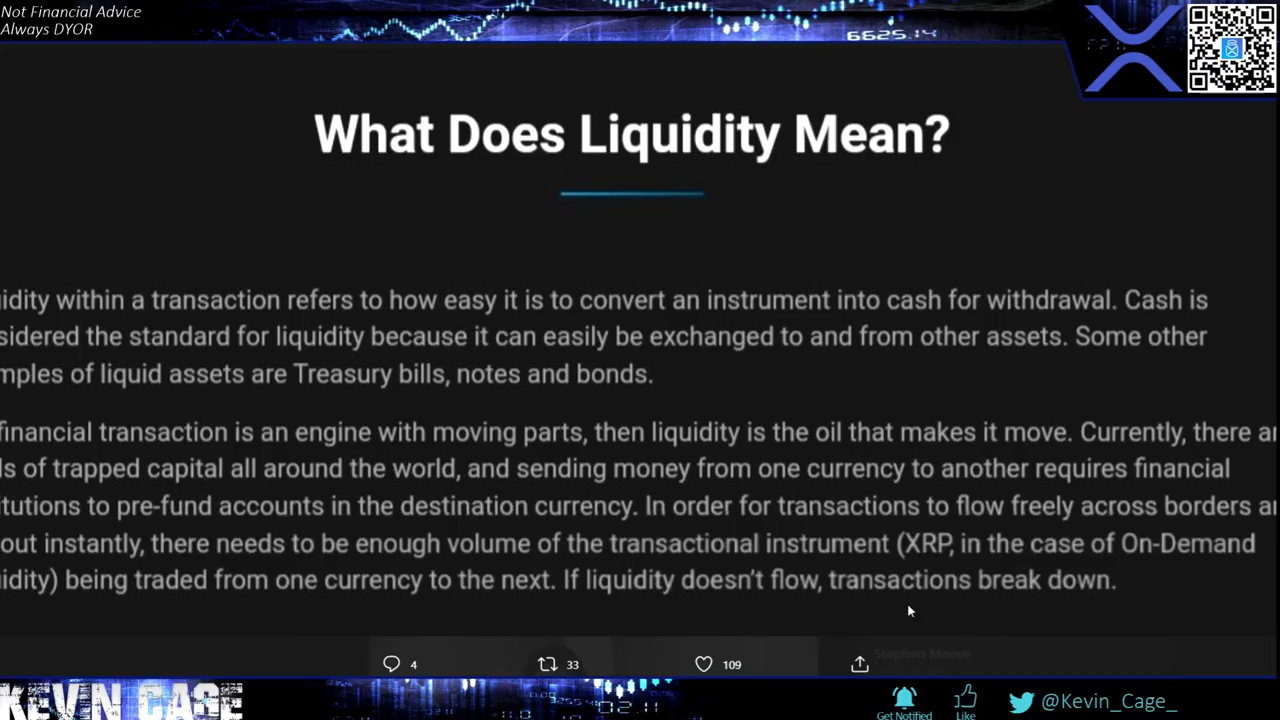 Not Financial Advice
Always DYOR
6625.14
What Does Liquidity Mean?
within a transaction refers to how easy it is to convert an instrument into cash for withdrawal. Cash is
the standard for liquidity because it can easily be exchanged to and from other assets. Some other
of liquid assets are Treasury bills, notes and bonds.
financial transaction is an engine with moving parts, then liquidity is the oil that makes it move. Currently, there
of trapped capital all around the world, and sending money from one currency to another requires financial
to pre-fund accounts in the destination currency. In order for transactions to flow freely across borders
out instantly, there needs to be enough volume of the transactional instrument (XRP, in the case of On-Demand
being traded from one currency to the next. If liquidity doesn't flow, transactions break down.
Stephen Moore
4 33 109
KEVIN CAGE
Get Notified
Like
@Kevin_Cage_